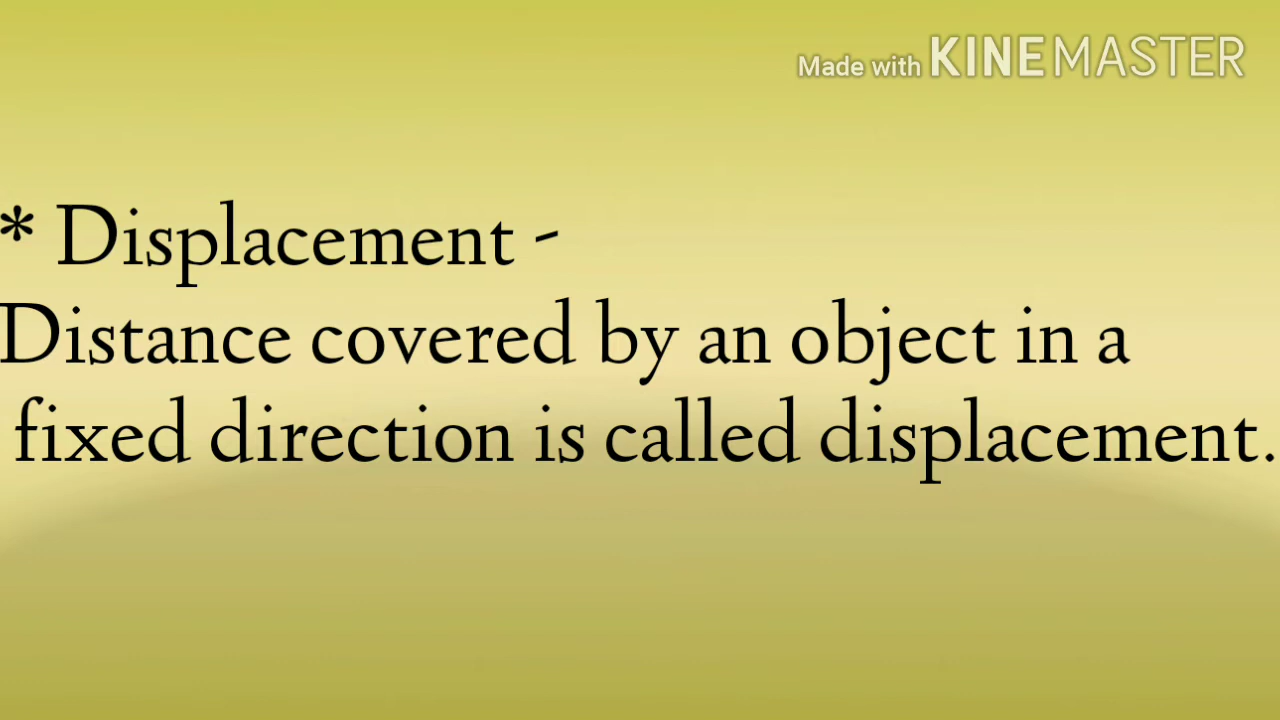 Made with KINEMASTER
* Displacement -
Distance covered by an object in a
fixed direction is called displacement.